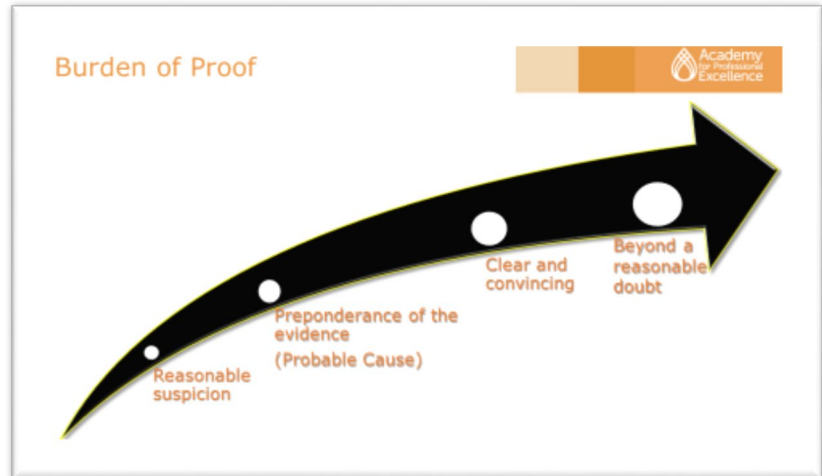 Burden of Proof
Academy
for Professional
Excellence
Reasonable
suspicion
Preponderance of the
evidence
(Probable Cause)
Clear and
convincing
Beyond a
reasonable
doubt